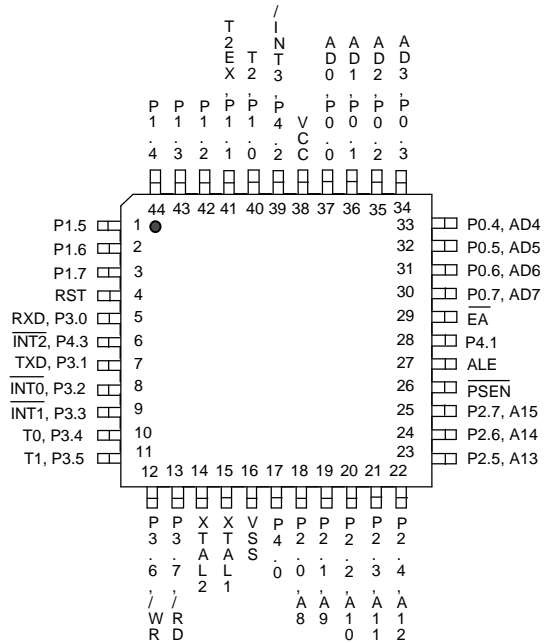 P1.4
P1.3
P1.2
T2EX,P1.1
T2,P1.0
/INT3,P4.2
VCC
AD0,P0.0
AD1,P0.1
AD2,P0.2
AD3,P0.3
44 43 42 41 40 39 38 37 36 35 34
P1.5 1
P1.6 2
P1.7 3
RST 4
RXD, P3.0 5
INT2, P4.3 6
TXD, P3.1 7
INT0, P3.2 8
INT1, P3.3 9
T0, P3.4 10
T1, P3.5 11
33 P0.4, AD4
32 P0.5, AD5
31 P0.6, AD6
30 P0.7, AD7
29 EA
28 P4.1
27 ALE
26 PSEN
25 P2.7, A15
24 P2.6, A14
23 P2.5, A13
12 13 14 15 16 17 18 19 20 21 22
P3.6,/WR
P3.7,/RD
XTAL2
XTAL1
VSS
P4.0
P2.0,A8
P2.1,A9
P2.2,A10
P2.3,A11
P2.4,A12